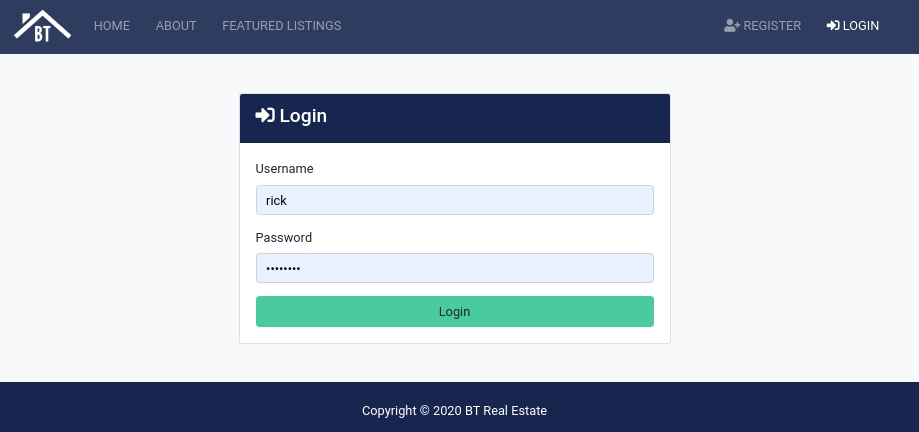 BT HOME ABOUT FEATURED LISTINGS REGISTER LOGIN
Login
Username
rick
Password
••••••••
Login
Copyright © 2020 BT Real Estate